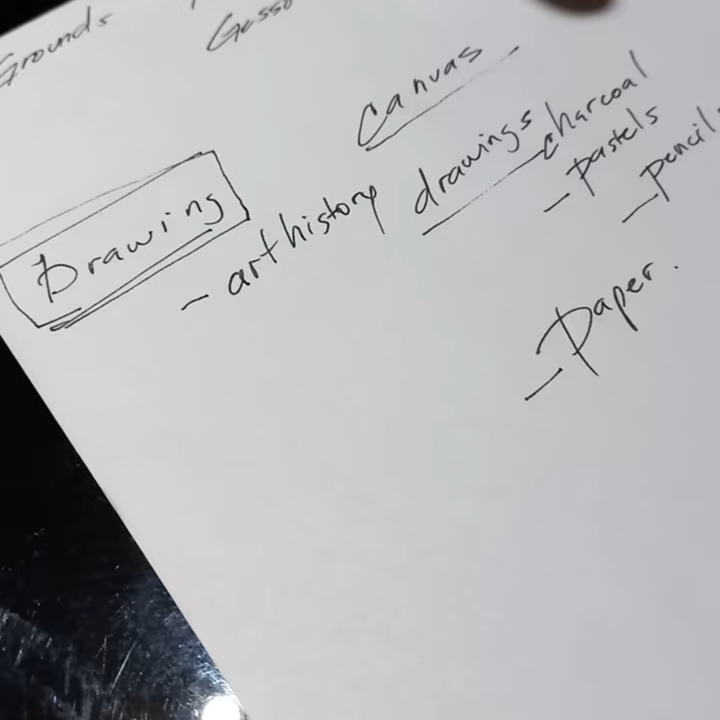 Grounds Gesso
Canvas
Drawing
- art history drawings - charcoal
- pastels
- pencil
- Paper.